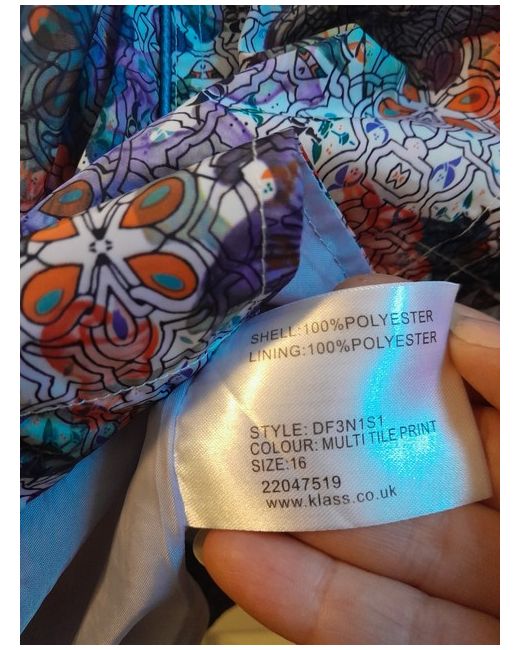 SHELL:100%POLYESTER
LINING:100%POLYESTER
STYLE: DF3N1S1
COLOUR: MULTI TILE PRINT
SIZE:16
22047519
www.klass.co.uk